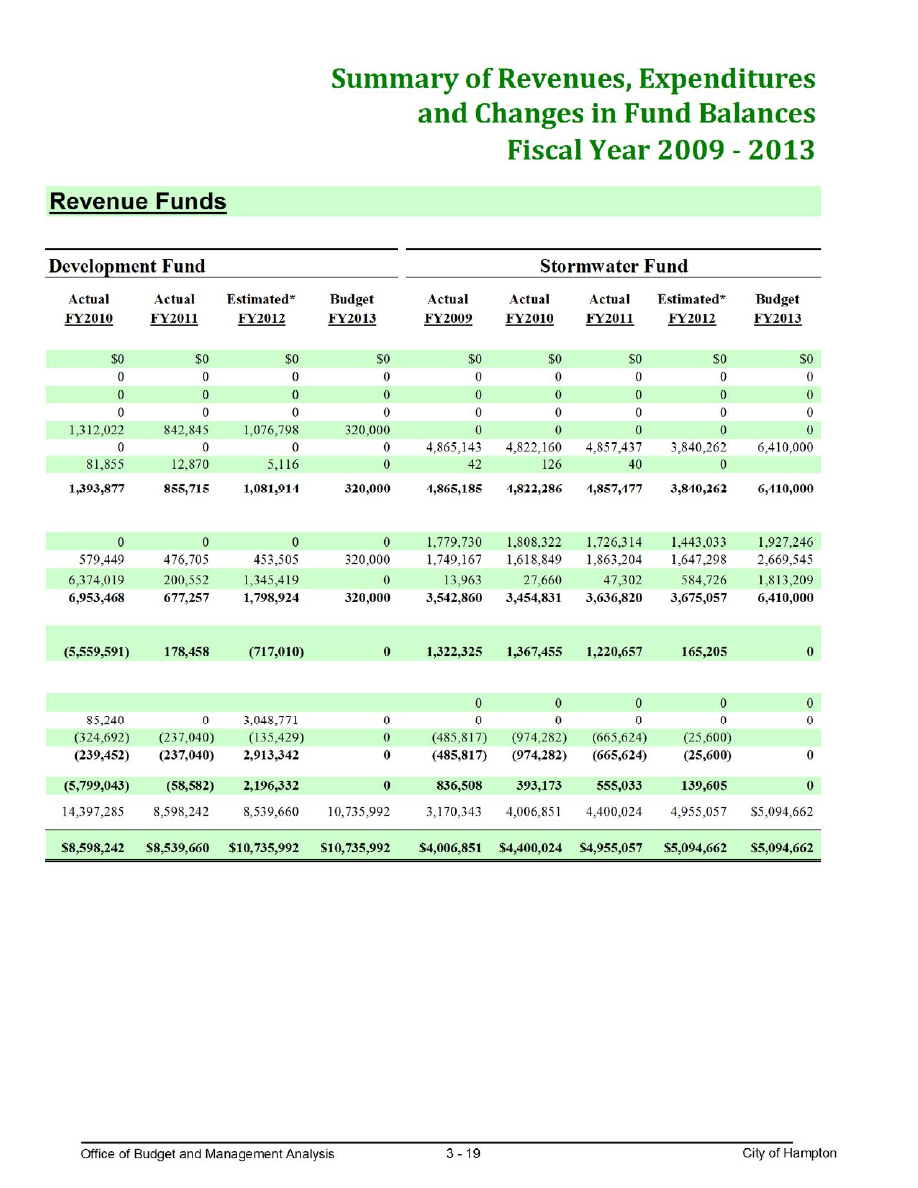 Summary of Revenues, Expenditures
and Changes in Fund Balances
Fiscal Year 2009 - 2013
Revenue Funds
Development Fund Stormwater Fund
Actual Actual Estimated* Budget Actual Actual Actual Estimated* Budget
FY2010 FY2011 FY2012 FY2013 FY2009 FY2010 FY2011 FY2012 FY2013
$0 $0 $0 $0 $0 $0 $0 $0 $0
0 0 0 0 0 0 0 0 0
0 0 0 0 0 0 0 0 0
0 0 0 0 0 0 0 0 0
1,312,022 842,845 1,076,798 320,000 0 0 0 0 0
0 0 0 0 4,865,143 4,822,160 4,857,437 3,840,262 6,410,000
81,855 12,870 5,116 0 42 126 40 0
1,393,877 855,715 1,081,914 320,000 4,865,185 4,822,286 4,857,477 3,840,262 6,410,000
0 0 0 0 1,779,730 1,808,322 1,726,314 1,443,033 1,927,246
579,449 476,705 453,505 320,000 1,749,167 1,618,849 1,863,204 1,647,298 2,669,545
6,374,019 200,552 1,345,419 0 13,963 27,660 47,302 584,726 1,813,209
6,953,468 677,257 1,798,924 320,000 3,542,860 3,454,831 3,636,820 3,675,057 6,410,000
(5,559,591) 178,458 (717,010) 0 1,322,325 1,367,455 1,220,657 165,205 0
0 0 0 0 0
85,240 0 3,048,771 0 0 0 0 0 0
(324,692) (237,040) (135,429) 0 (485,817) (974,282) (665,624) (25,600)
(239,452) (237,040) 2,913,342 0 (485,817) (974,282) (665,624) (25,600) 0
(5,799,043) (58,582) 2,196,332 0 836,508 393,173 555,033 139,605 0
14,397,285 8,598,242 8,539,660 10,735,992 3,170,343 4,006,851 4,400,024 4,955,057 $5,094,662
$8,598,242 $8,539,660 $10,735,992 $10,735,992 $4,006,851 $4,400,024 $4,955,057 $5,094,662 $5,094,662
Office of Budget and Management Analysis 3 - 19 City of Hampton